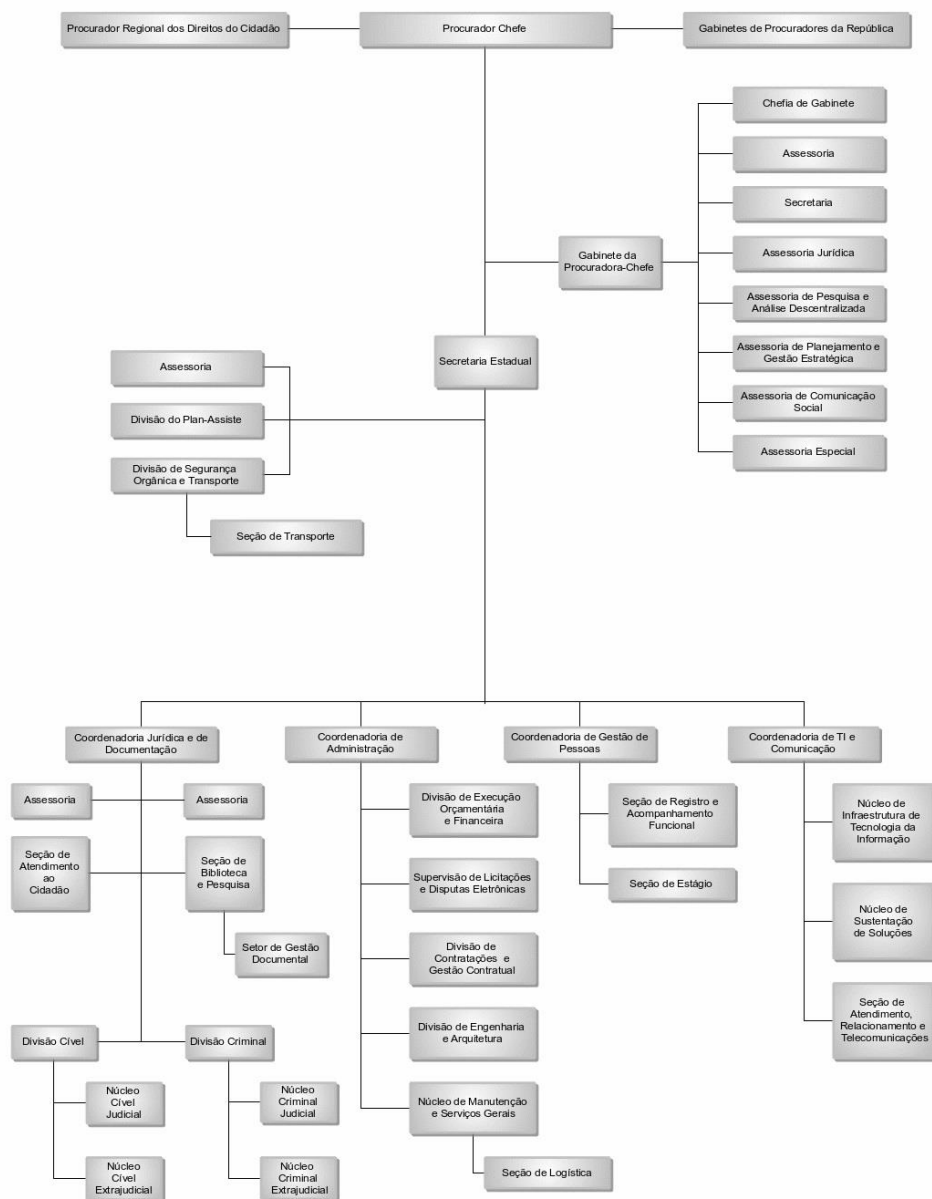 Procurador Regional dos Direitos do Cidadão
Procurador Chefe
Gabinetes de Procuradores da República
Chefia de Gabinete
Assessoria
Secretaria
Gabinete da
Procuradora-Chefe
Assessoria Jurídica
Assessoria de Pesquisa e
Análise Descentralizada
Assessoria de Planejamento e
Gestão Estratégica
Assessoria de Comunicação
Social
Assessoria Especial
Secretaria Estadual
Assessoria
Divisão do Plan-Assiste
Divisão de Segurança
Orgânica e Transporte
Seção de Transporte
Coordenadoria Jurídica e de
Documentação
Coordenadoria de
Administração
Coordenadoria de Gestão de
Pessoas
Coordenadoria de TI e
Comunicação
Assessoria
Assessoria
Seção de
Atendimento
ao
Cidadão
Seção de
Biblioteca
e Pesquisa
Setor de Gestão
Documental
Divisão Cível
Divisão Criminal
Núcleo
Cível
Judicial
Núcleo
Criminal
Judicial
Núcleo
Cível
Extrajudicial
Núcleo
Criminal
Extrajudicial
Divisão de Execução
Orçamentária
e Financeira
Supervisão de Licitações
e Disputas Eletrônicas
Divisão de
Contratações e
Gestão Contratual
Divisão de Engenharia
e Arquitetura
Núcleo de Manutenção
e Serviços Gerais
Seção de Logística
Seção de Registro e
Acompanhamento
Funcional
Seção de Estágio
Núcleo de
Infraestrutura de
Tecnologia da
Informação
Núcleo de
Sustentação
de Soluções
Seção de
Atendimento,
Relacionamento e
Telecomunicações